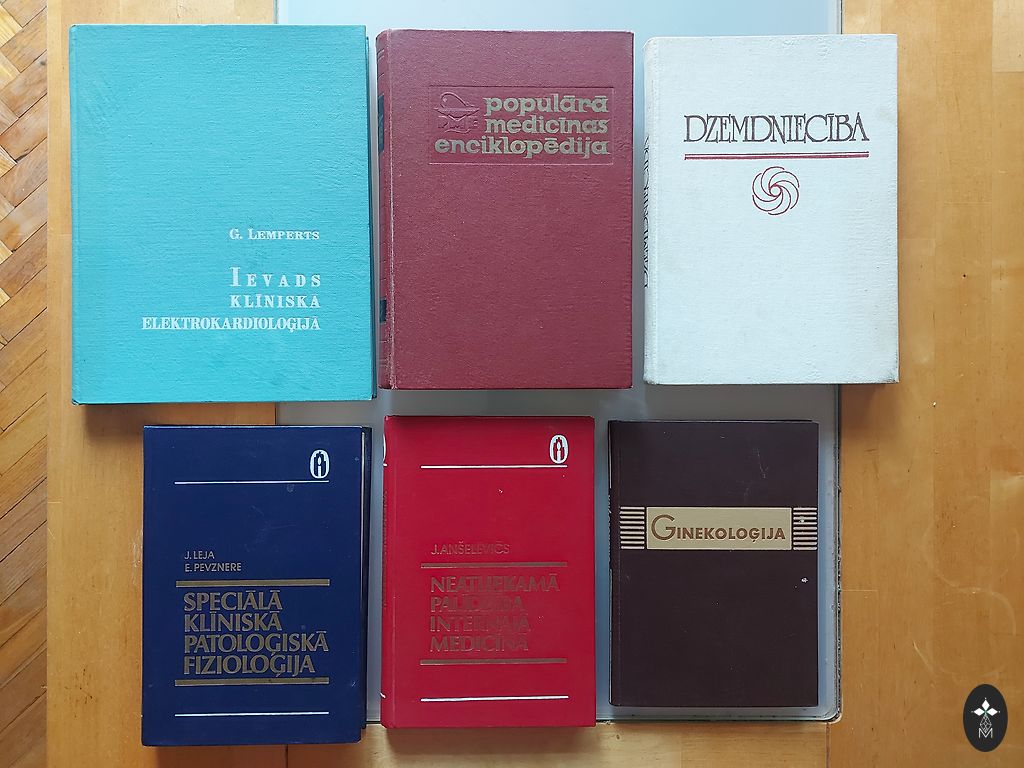 G. LEMPERTS
IEVADS
KLĪNISKĀ
ELEKTROKARDIOLOĢIJĀ
populārā
medicīnas
enciklopēdija
DZEMDNIECĪBA
DZEMDNIECĪBA
J. LEJA
E. PEVZNERE
SPECIĀLĀ
KLĪNISKĀ
PATOLOĢISKĀ
FIZIOLOĢIJA
J. ANŠELEVIČS
NEATLIEKAMĀ
PALĪDZĪBA
INTERNAJĀ
MEDICĪNĀ
GINEKOLOĢIJA